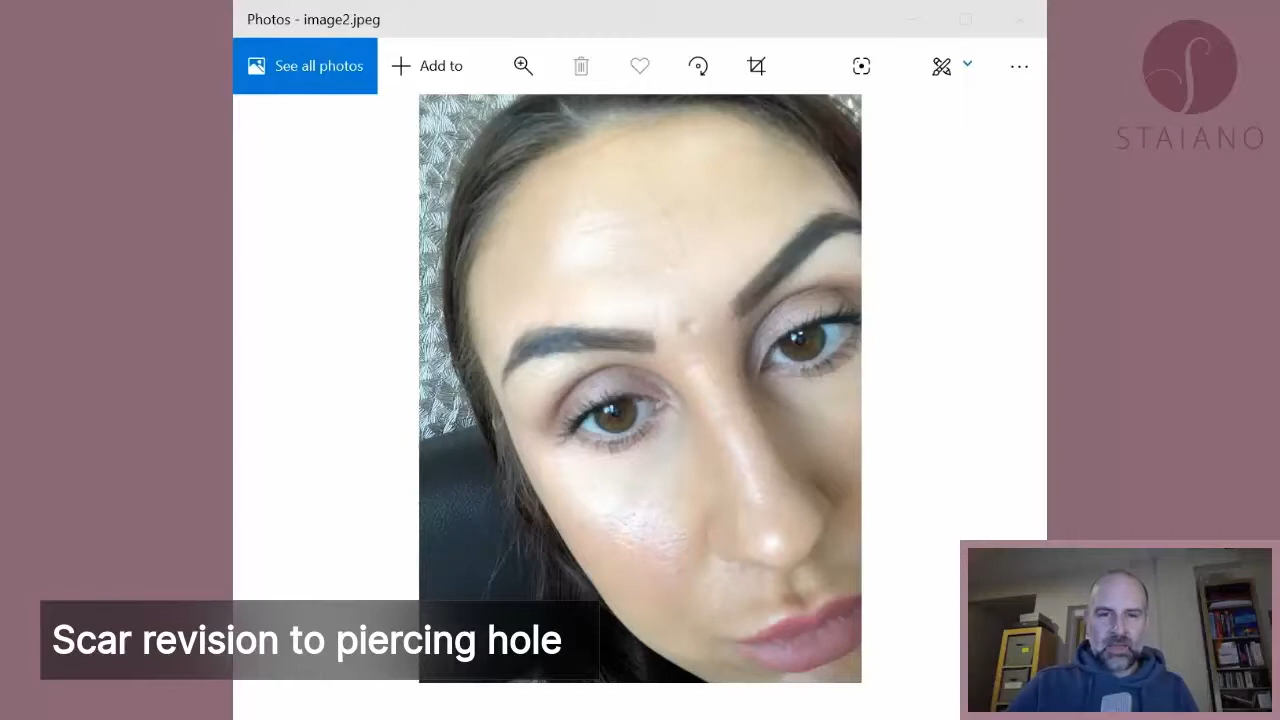 Photos - image2.jpeg
See all photos
Add to
STAIANO
Scar revision to piercing hole